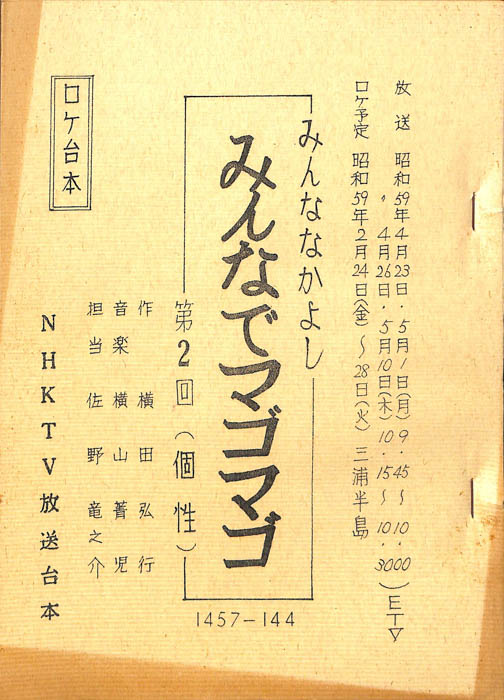 放送 昭和59年4月23日・5月1日(月)9・45〜10・00
〃 4月26日・5月10日(木)10・15〜10・30)ETV
ロケ予定 昭和59年2月24日(金)〜28日(火) 三浦半島
みんななかよし
みんなでマゴマゴ
第2回(個性)
作 横田弘行
音楽 横山菁児
担当 佐野竜之介
ロケ台本
NHKTV放送台本
1457-144